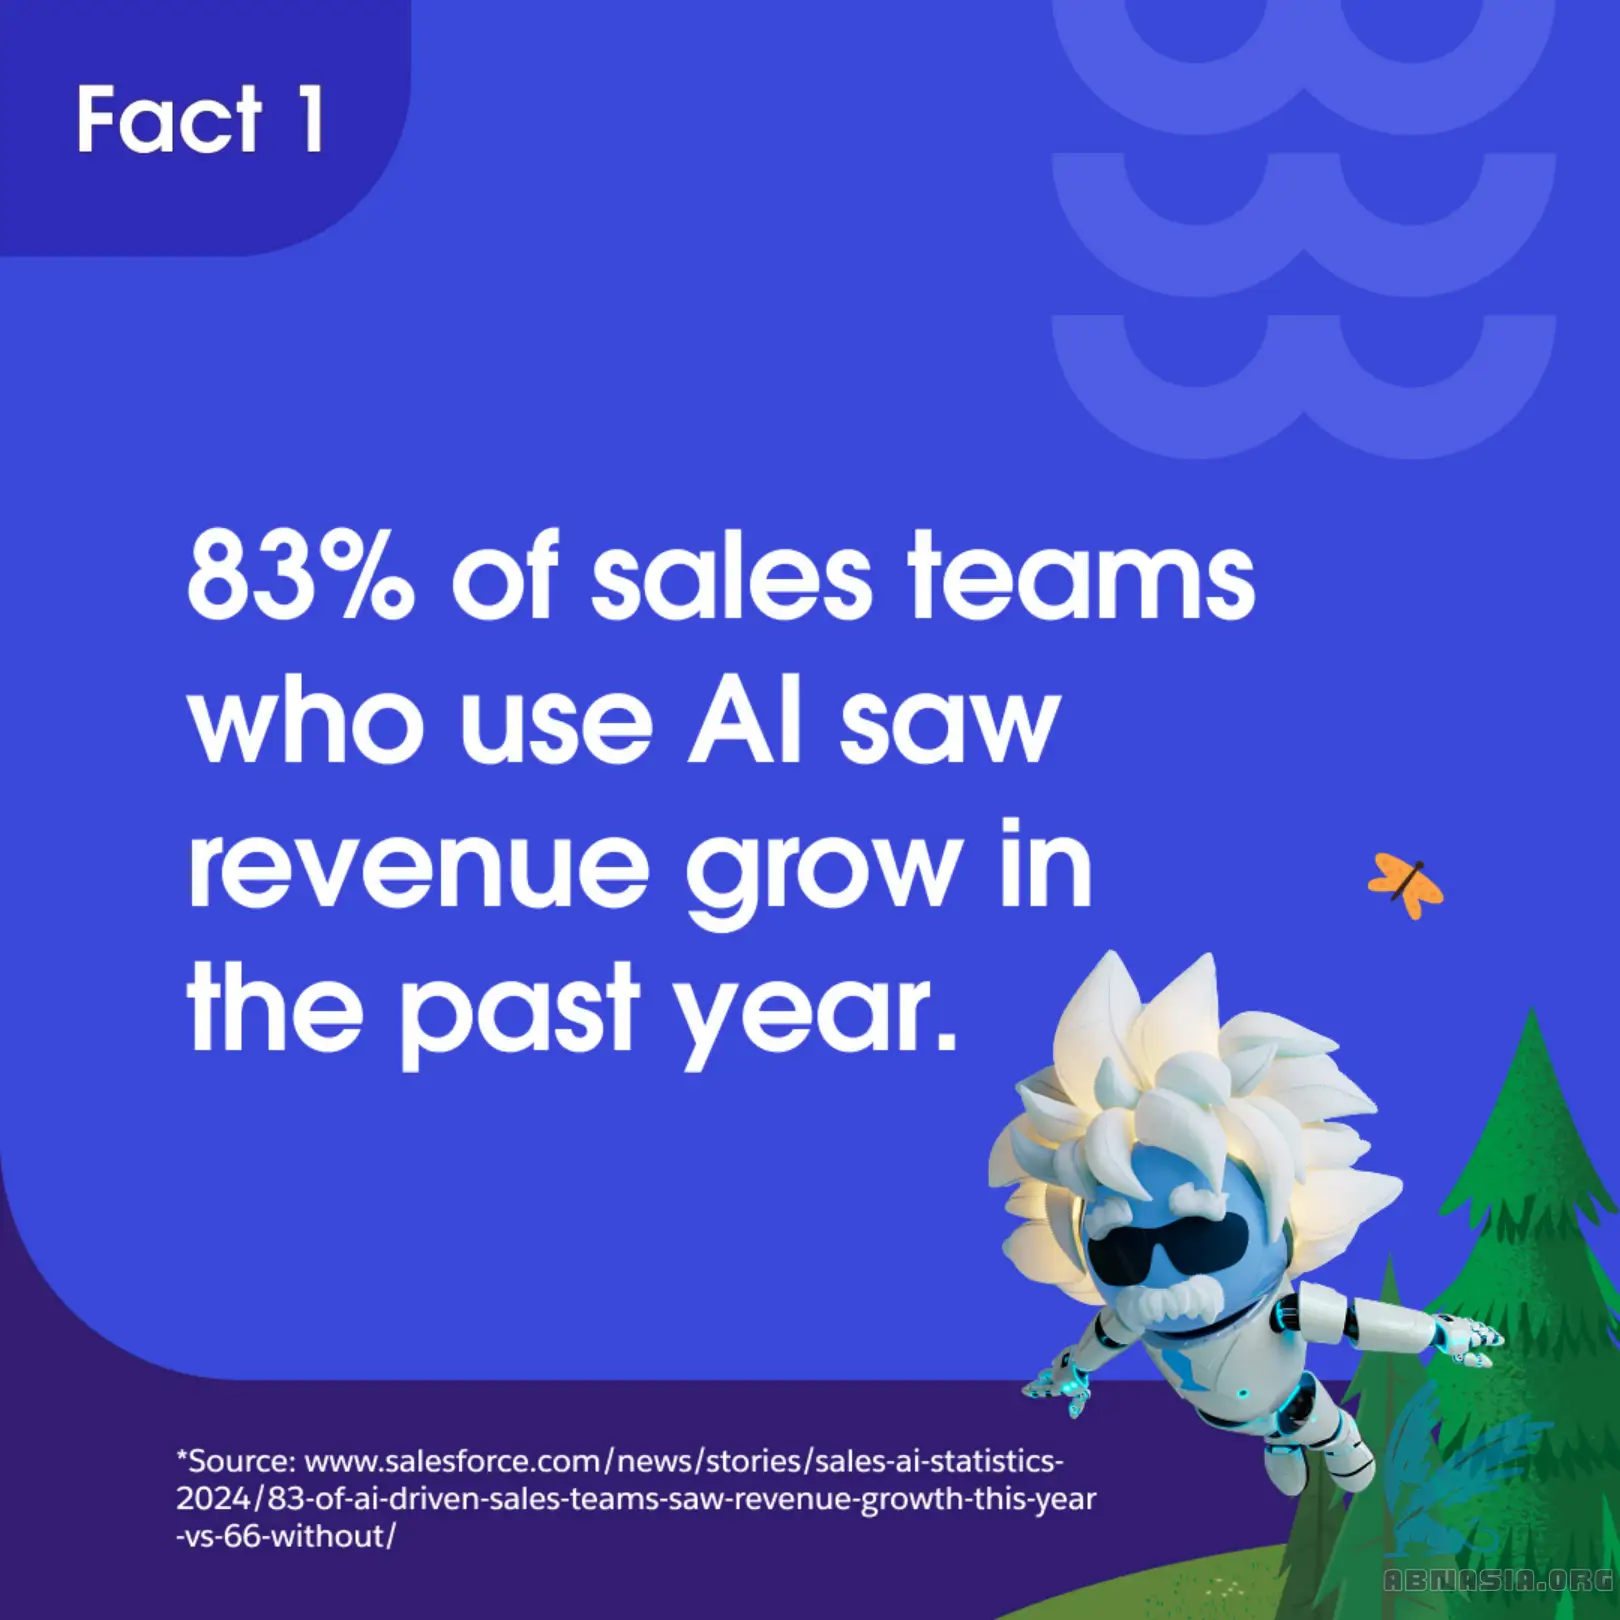 Fact 1
83% of sales teams
who use AI saw
revenue grow in
the past year.
*Source: www.salesforce.com/news/stories/sales-ai-statistics-
2024/83-of-ai-driven-sales-teams-saw-revenue-growth-this-year
-vs-66-without/
ABNASIA.ORG